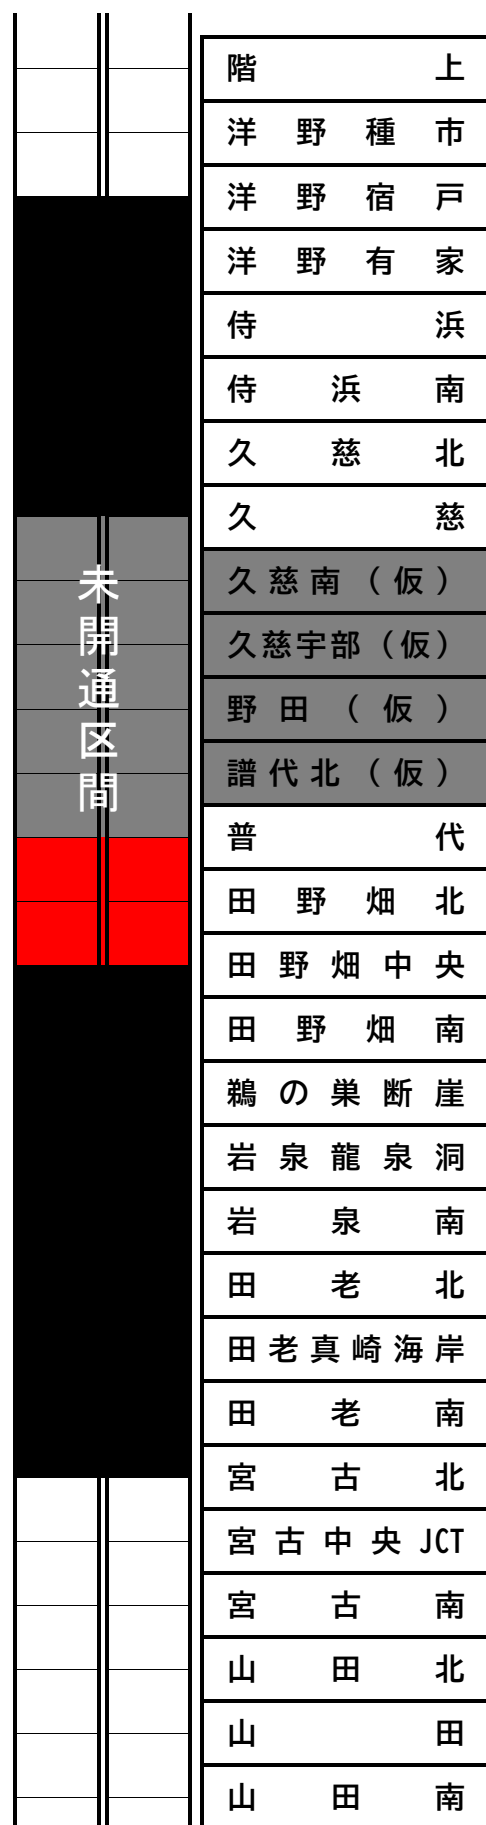 階上
洋野種市
洋野宿戸
洋野有家
侍浜
侍浜南
久慈北
久慈
久慈南（仮）
久慈宇部（仮）
野田（仮）
譜代北（仮）
普代
田野畑北
田野畑中央
田野畑南
鵜の巣断崖
岩泉龍泉洞
岩泉南
田老北
田老真崎海岸
田老南
宮古北
宮古中央JCT
宮古南
山田北
山田
山田南
未開通区間